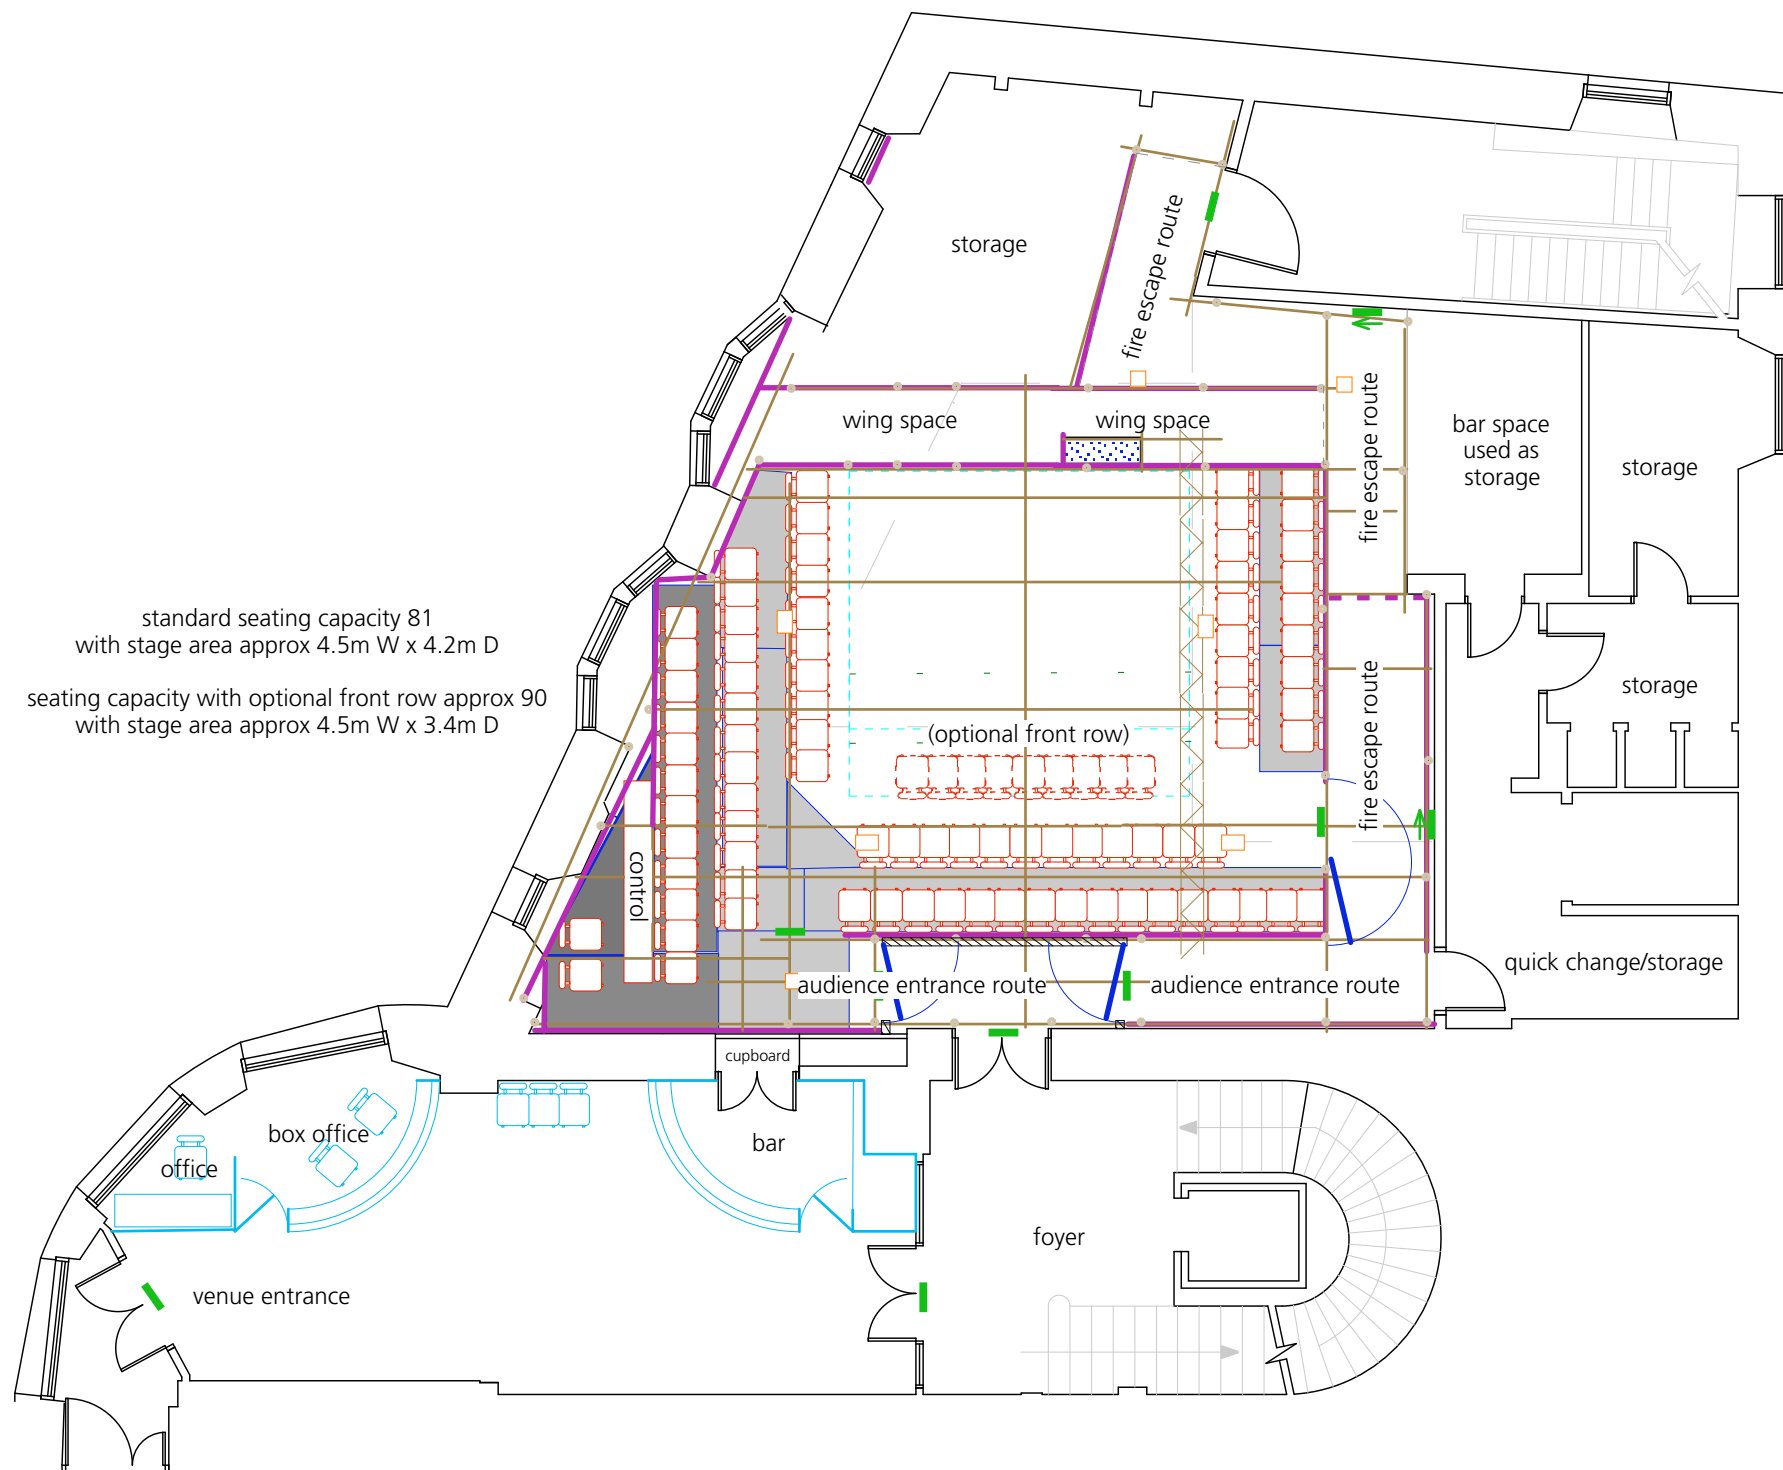 storage
fire escape route
wing space
wing space
fire escape route
bar space
used as
storage
storage
standard seating capacity 81
with stage area approx 4.5m W x 4.2m D
seating capacity with optional front row approx 90
with stage area approx 4.5m W x 3.4m D
(optional front row)
fire escape route
storage
control
audience entrance route
audience entrance route
quick change/storage
cupboard
box office
office
bar
foyer
venue entrance